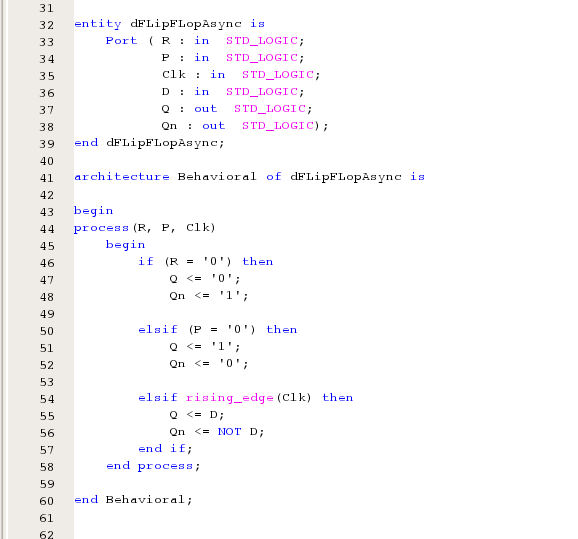 31
32 entity dFLipFLopAsync is
33     Port ( R : in  STD_LOGIC;
34            P : in  STD_LOGIC;
35            Clk : in  STD_LOGIC;
36            D : in  STD_LOGIC;
37            Q : out  STD_LOGIC;
38            Qn : out  STD_LOGIC);
39 end dFLipFLopAsync;
40
41 architecture Behavioral of dFLipFLopAsync is
42
43 begin
44 process(R, P, Clk)
45     begin
46         if (R = '0') then
47             Q <= '0';
48             Qn <= '1';
49
50         elsif (P = '0') then
51             Q <= '1';
52             Qn <= '0';
53
54         elsif rising_edge(Clk) then
55             Q <= D;
56             Qn <= NOT D;
57         end if;
58     end process;
59
60 end Behavioral;
61
62